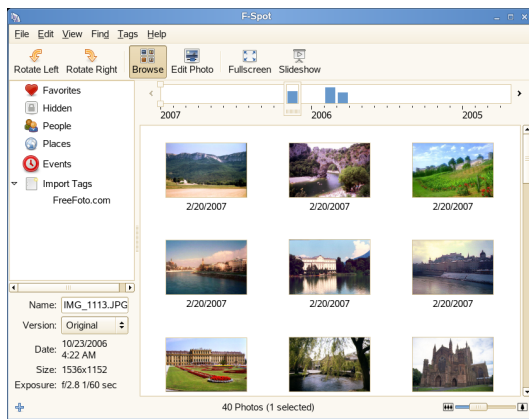 F-Spot
File Edit View Find Tags Help
Rotate Left Rotate Right Browse Edit Photo Fullscreen Slideshow
Favorites
Hidden
People
Places
Events
Import Tags
FreeFoto.com
2007 2006 2005
2/20/2007 2/20/2007 2/20/2007
2/20/2007 2/20/2007 2/20/2007
Name: IMG_1113.JPG
Version: Original
Date: 10/23/2006
4:22 AM
Size: 1536x1152
Exposure: f/2.8 1/60 sec
40 Photos (1 selected)